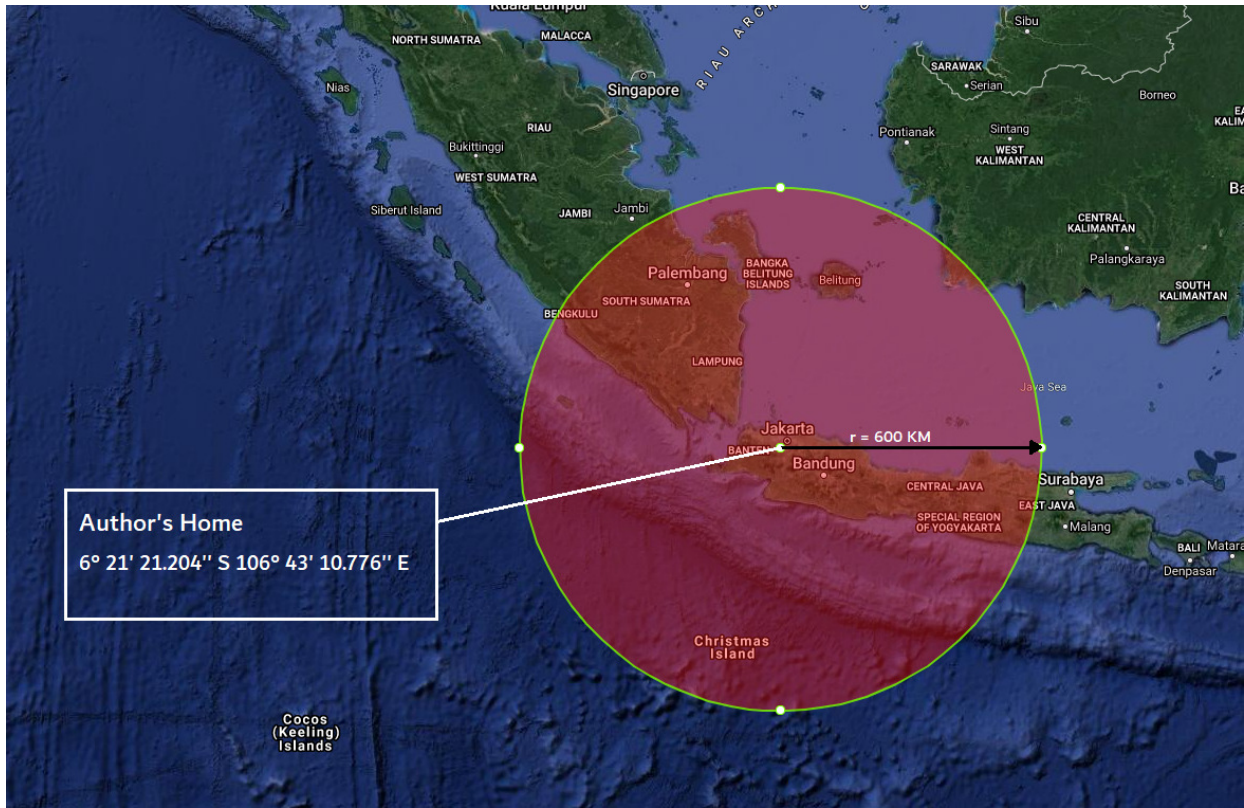 Kuala Lumpur
NORTH SUMATRA
MALACCA
RIAU ARCH
Singapore
Sibu
SARAWAK
Serian
Borneo
Nias
RIAU
Bukittinggi
WEST SUMATRA
Pontianak
Sintang
WEST
KALIMANTAN
KALIM
Siberut Island
JAMBI
Jambi
CENTRAL
KALIMANTAN
Palangkaraya
Ba
Palembang
SOUTH SUMATRA
BANGKA
BELITUNG
ISLANDS
Belitung
SOUTH
KALIMANTAN
BENGKULU
LAMPUNG
Java Sea
Jakarta
r = 600 KM
BANTEN
Bandung
CENTRAL JAVA
Surabaya
EAST JAVA
SPECIAL REGION
OF YOGYAKARTA
Malang
BALI
Matara
Denpasar
Author's Home
6° 21' 21.204'' S 106° 43' 10.776'' E
Christmas
Island
Cocos
(Keeling)
Islands